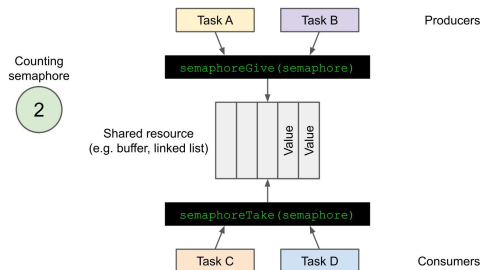 Task A
Task B
Producers
semaphoreGive(semaphore)
Counting
semaphore
2
Shared resource
(e.g. buffer, linked list)
Value
Value
semaphoreTake(semaphore)
Task C
Task D
Consumers